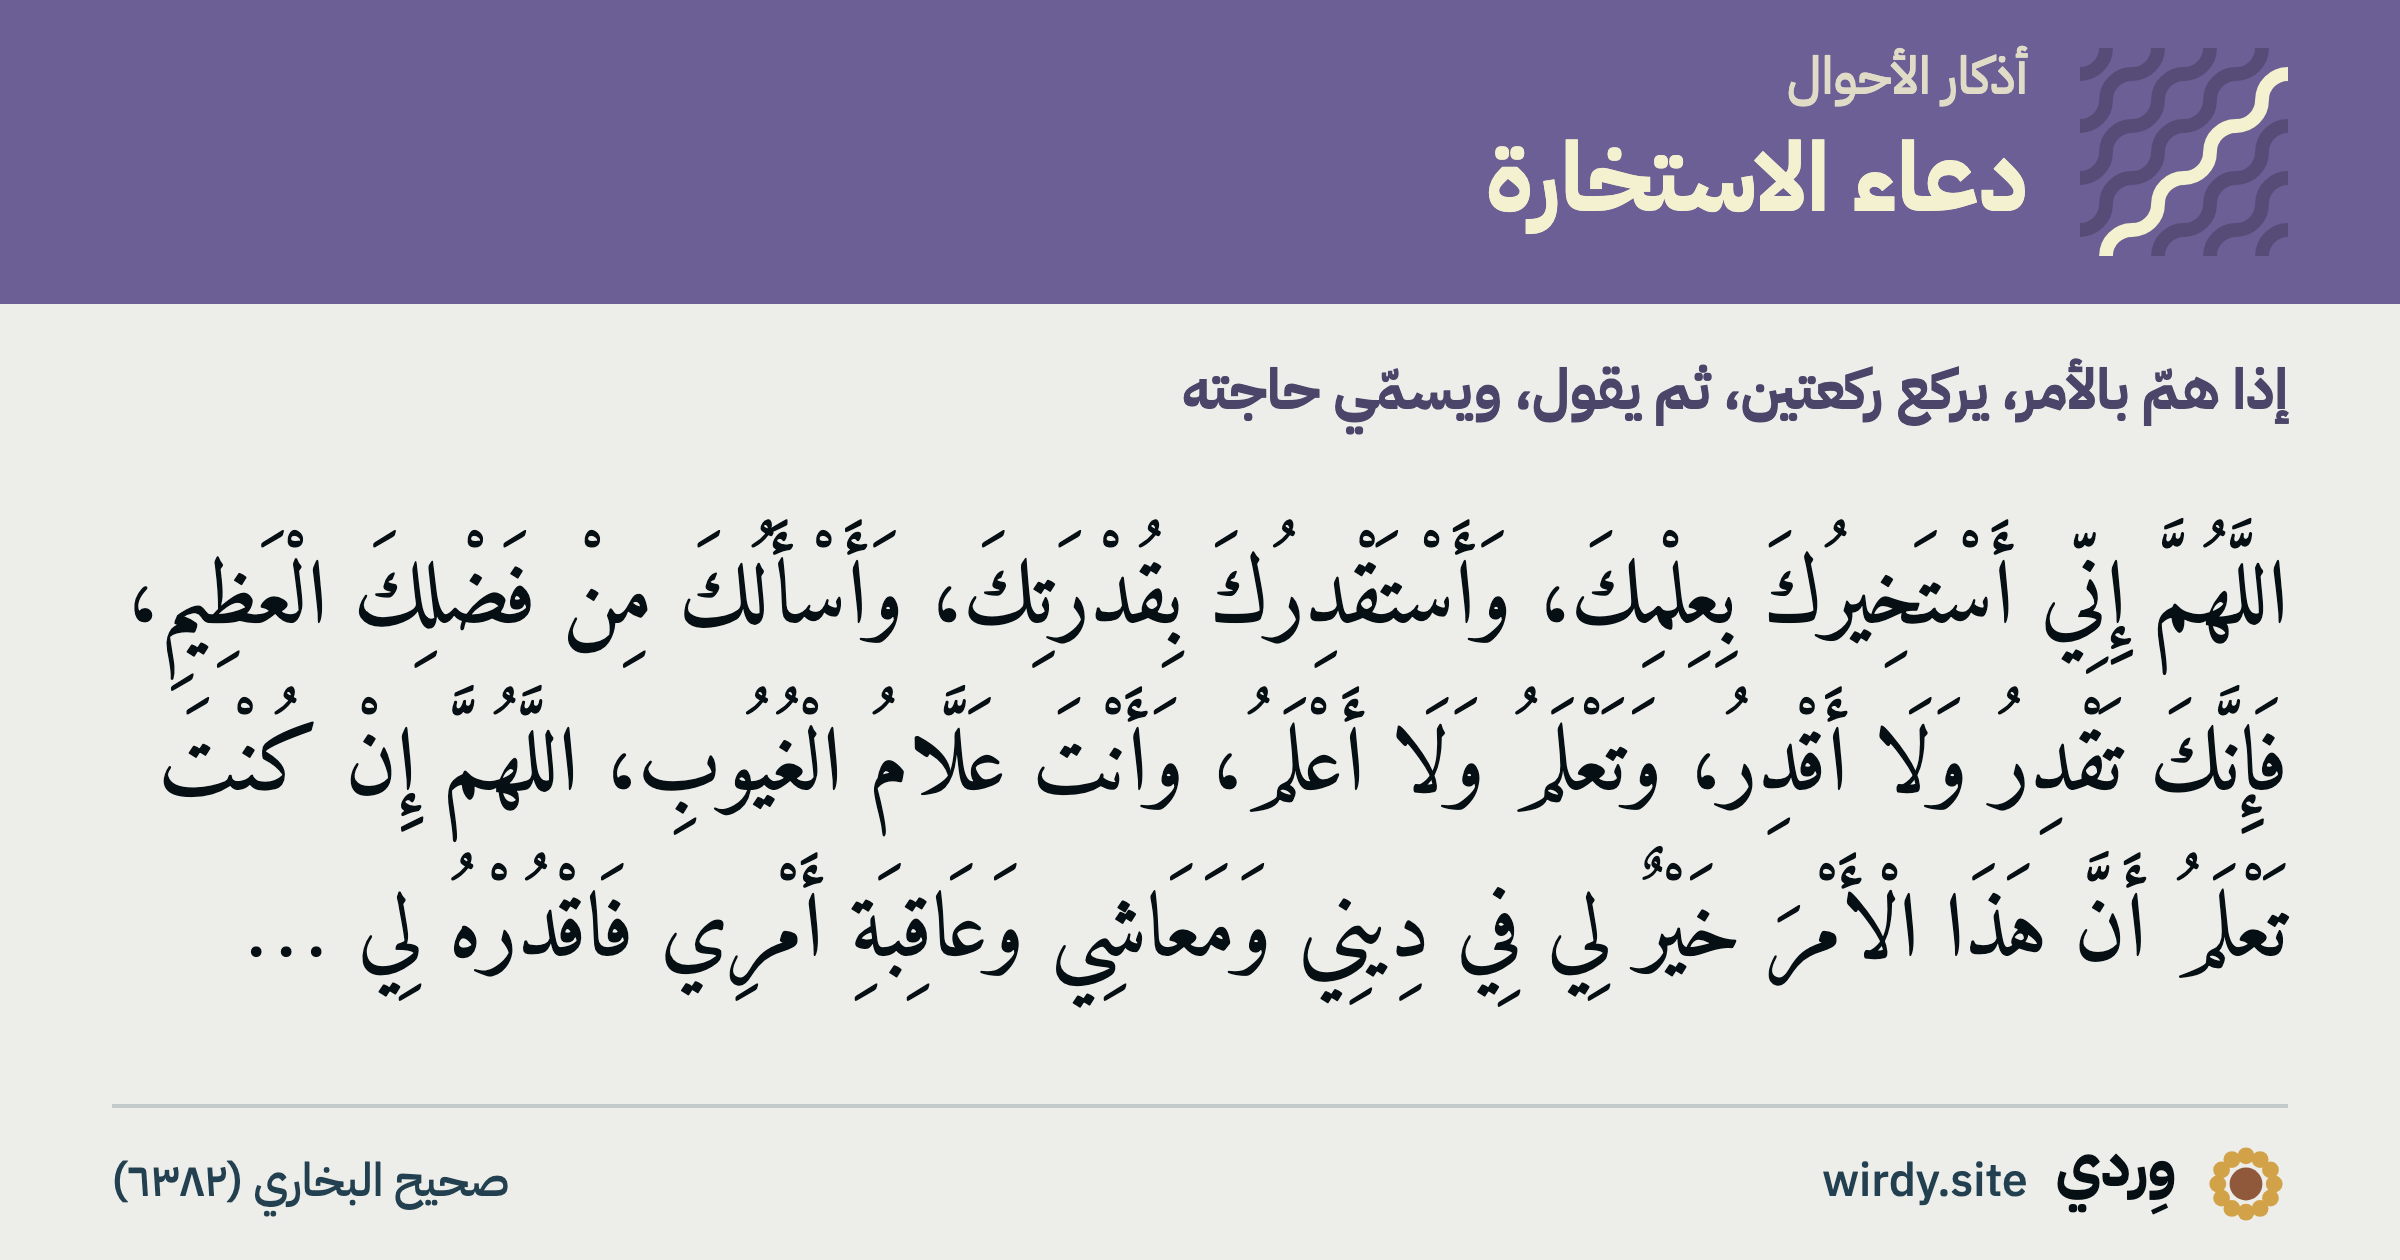 أذكار الأحوال
دعاء الاستخارة
إذا همّ بالأمر، يركع ركعتين، ثم يقول، ويسمّي حاجته
اللَّهُمَّ إِنِّي أَسْتَخِيرُكَ بِعِلْمِكَ، وَأَسْتَقْدِرُكَ بِقُدْرَتِكَ، وَأَسْأَلُكَ مِنْ فَضْلِكَ الْعَظِيمِ،
فَإِنَّكَ تَقْدِرُ وَلَا أَقْدِرُ، وَتَعْلَمُ وَلَا أَعْلَمُ، وَأَنْتَ عَلَّامُ الْغُيُوبِ، اللَّهُمَّ إِنْ كُنْتَ
تَعْلَمُ أَنَّ هَذَا الْأَمْرَ خَيْرٌ لِي فِي دِينِي وَمَعَاشِي وَعَاقِبَةِ أَمْرِي فَاقْدُرْهُ لِي ...
وِردي wirdy.site
صحيح البخاري (٦٣٨٢)